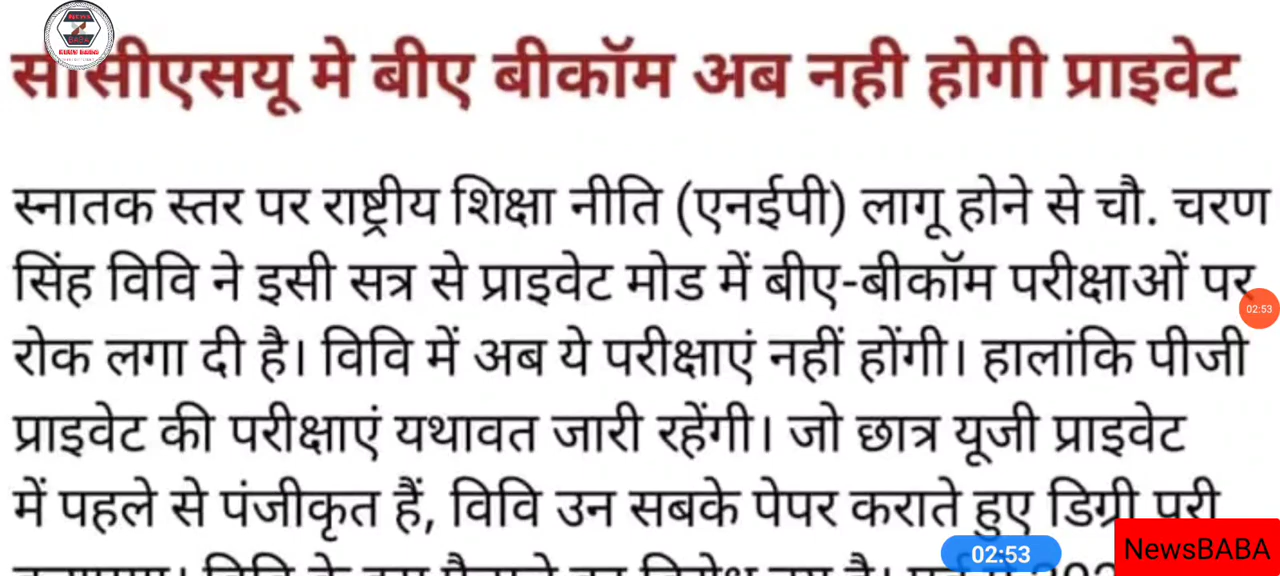 सीसीएसयू मे बीए बीकॉम अब नही होगी प्राइवेट
स्नातक स्तर पर राष्ट्रीय शिक्षा नीति (एनईपी) लागू होने से चौ. चरण
सिंह विवि ने इसी सत्र से प्राइवेट मोड में बीए-बीकॉम परीक्षाओं पर
02:53
रोक लगा दी है। विवि में अब ये परीक्षाएं नहीं होंगी। हालांकि पीजी
प्राइवेट की परीक्षाएं यथावत जारी रहेंगी। जो छात्र यूजी प्राइवेट
में पहले से पंजीकृत हैं, विवि उन सबके पेपर कराते हुए डिग्री पूरी
02:53
NewsBABA